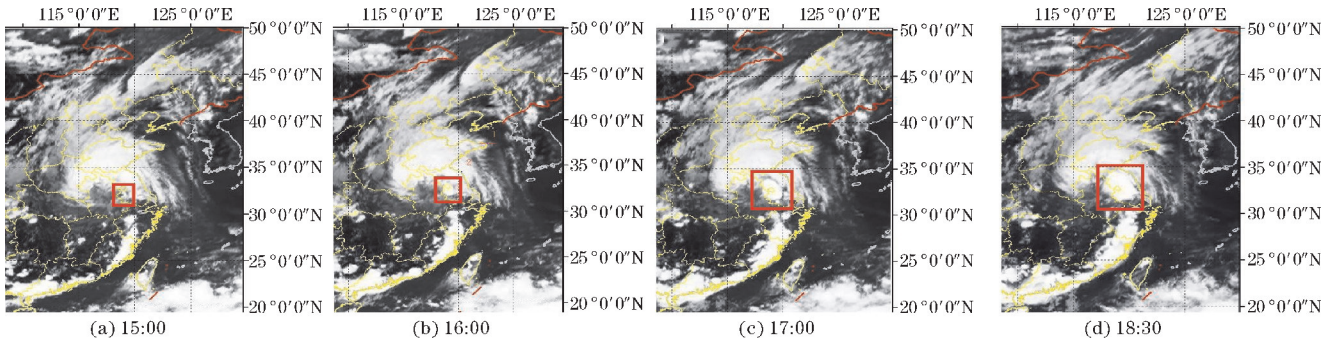 115°0′0″E 125°0′0″E
50°0′0″N
45°0′0″N
40°0′0″N
35°0′0″N
30°0′0″N
25°0′0″N
20°0′0″N
(a) 15:00
115°0′0″E 125°0′0″E
50°0′0″N
45°0′0″N
40°0′0″N
35°0′0″N
30°0′0″N
25°0′0″N
20°0′0″N
(b) 16:00
115°0′0″E 125°0′0″E
50°0′0″N
45°0′0″N
40°0′0″N
35°0′0″N
30°0′0″N
25°0′0″N
20°0′0″N
(c) 17:00
115°0′0″E 125°0′0″E
50°0′0″N
45°0′0″N
40°0′0″N
35°0′0″N
30°0′0″N
25°0′0″N
20°0′0″N
(d) 18:30